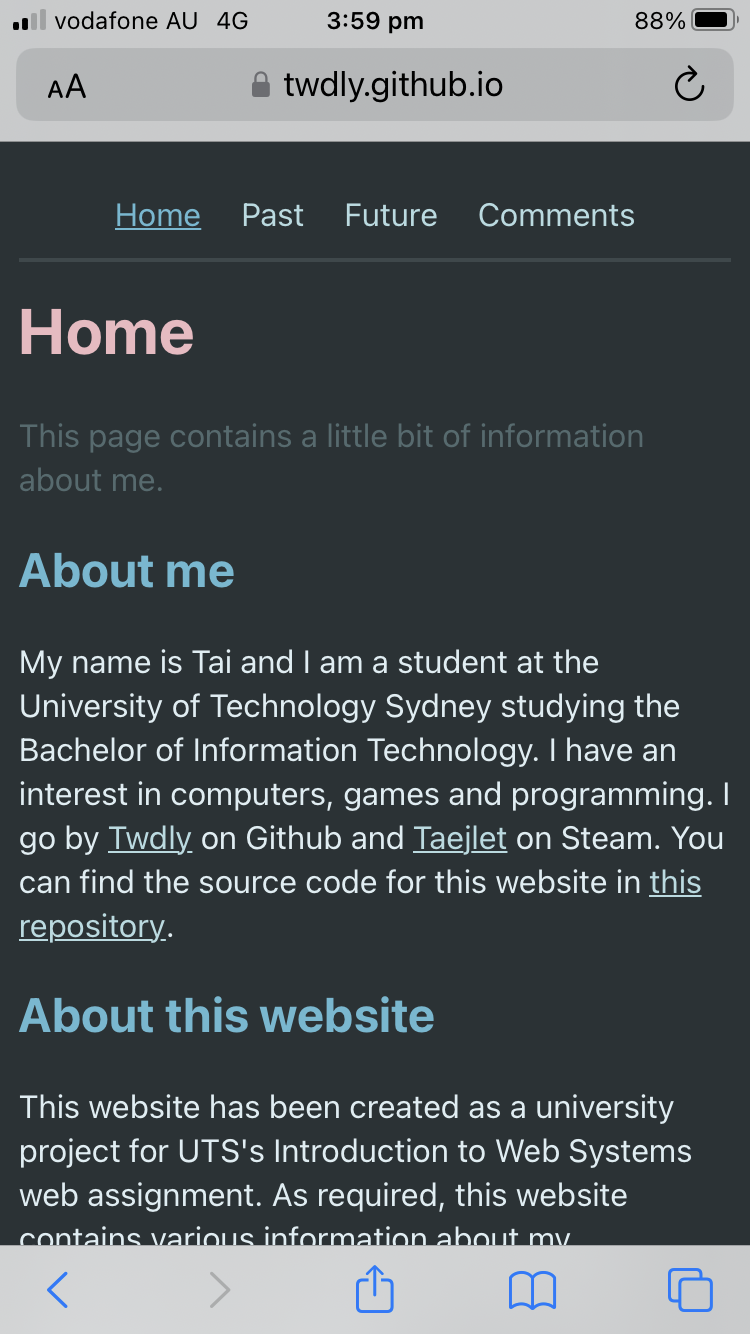 vodafone AU 4G 3:59 pm 88%
AA twdly.github.io
Home Past Future Comments
Home
This page contains a little bit of information
about me.
About me
My name is Tai and I am a student at the
University of Technology Sydney studying the
Bachelor of Information Technology. I have an
interest in computers, games and programming. I
go by Twdly on Github and Taejlet on Steam. You
can find the source code for this website in this
repository.
About this website
This website has been created as a university
project for UTS's Introduction to Web Systems
web assignment. As required, this website
contains various information about my